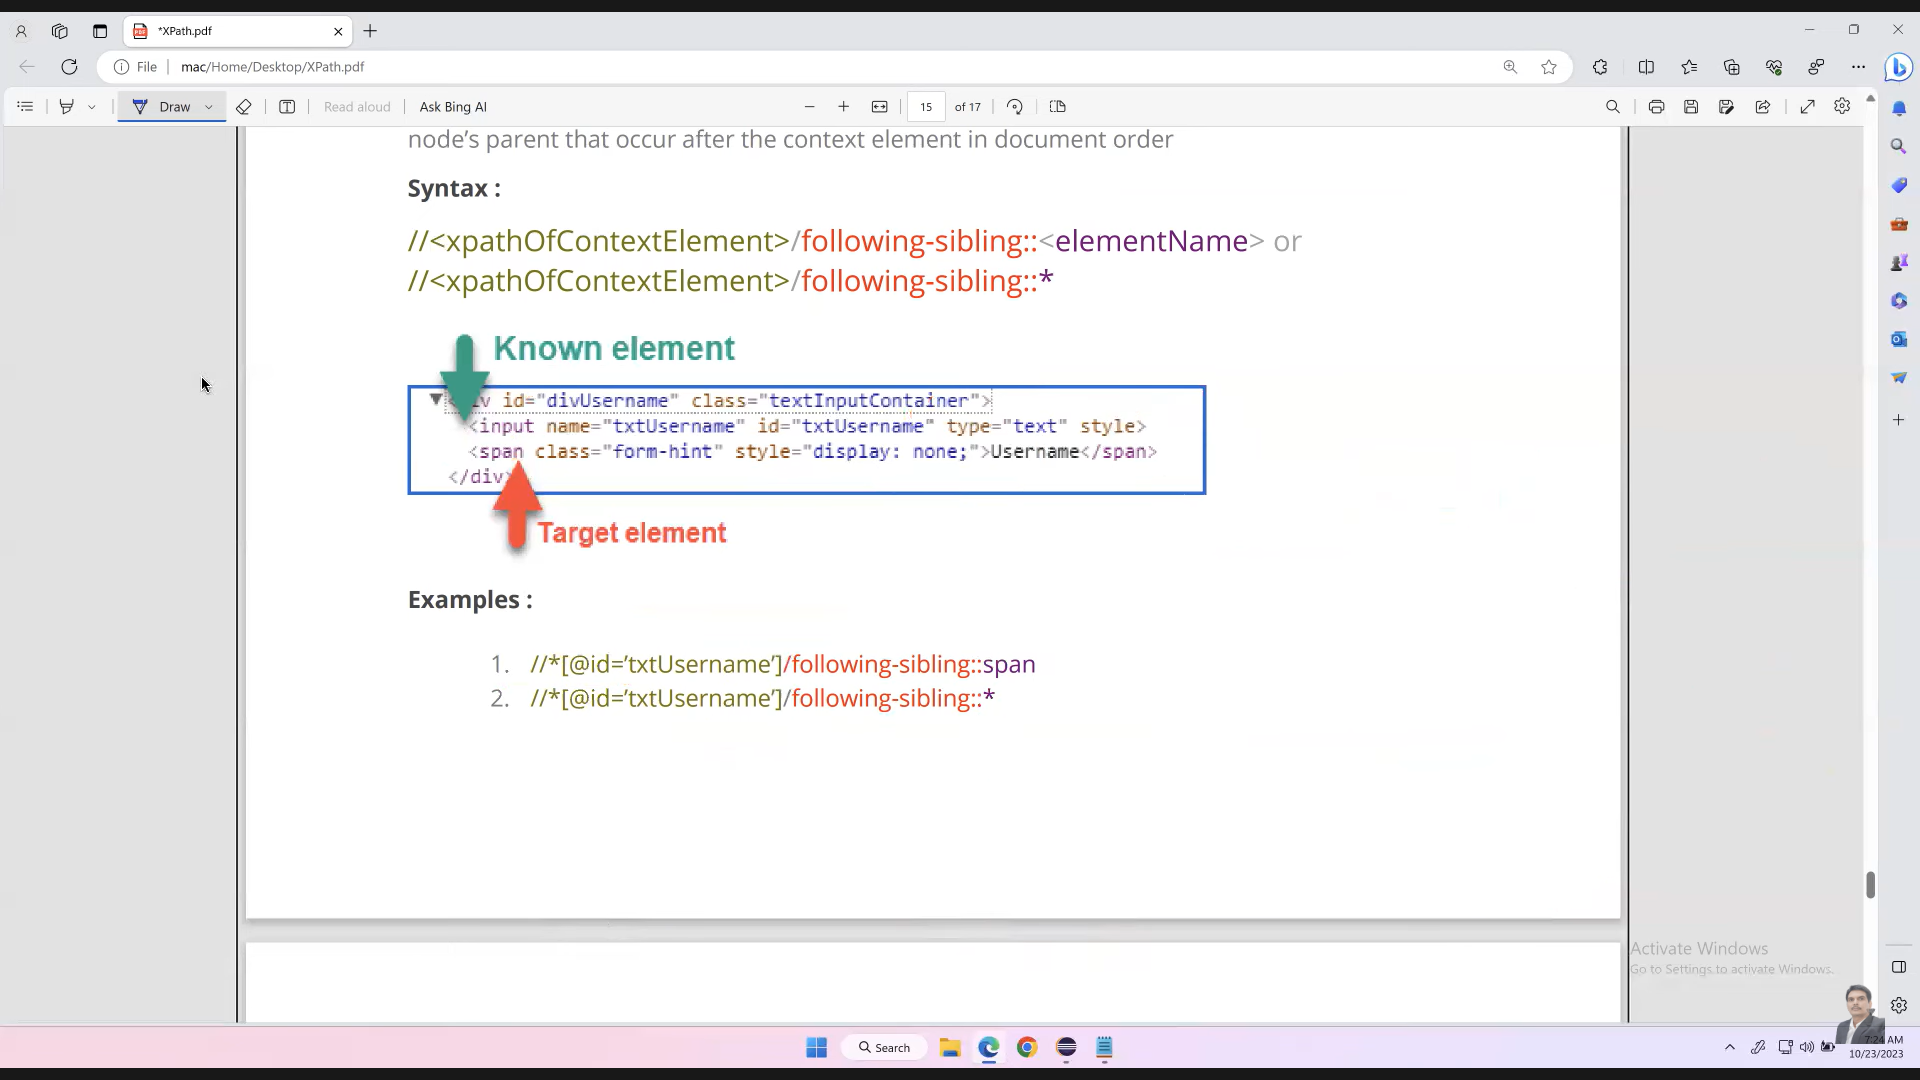 *XPath.pdf
File
mac/Home/Desktop/XPath.pdf
Draw
Read aloud
Ask Bing AI
15
of 17
node’s parent that occur after the context element in document order
Syntax :
//<xpathOfContextElement>/following-sibling::<elementName> or
//<xpathOfContextElement>/following-sibling::*
Known element
id="divUsername" class="textInputContainer">
<input name="txtUsername" id="txtUsername" type="text" style>
<span class="form-hint" style="display: none;">Username</span>
</div
Target element
Examples :
1. //*[@id=’txtUsername’]/following-sibling::span
2. //*[@id=’txtUsername’]/following-sibling::*
Activate Windows
Go to Settings to activate Windows.
Search
7:24 AM
10/23/2023